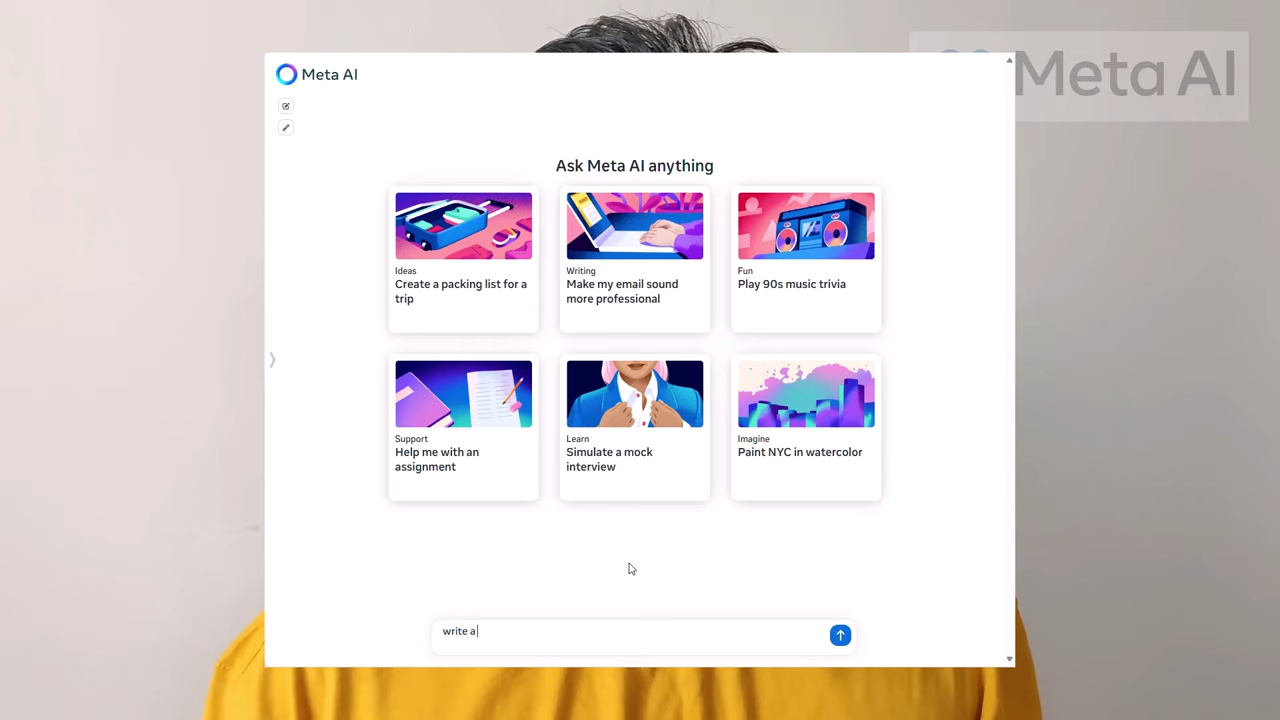 Meta AI
Meta AI
Ask Meta AI anything
Ideas
Create a packing list for a
trip
Writing
Make my email sound
more professional
Fun
Play 90s music trivia
Support
Help me with an
assignment
Learn
Simulate a mock
interview
Imagine
Paint NYC in watercolor
write a